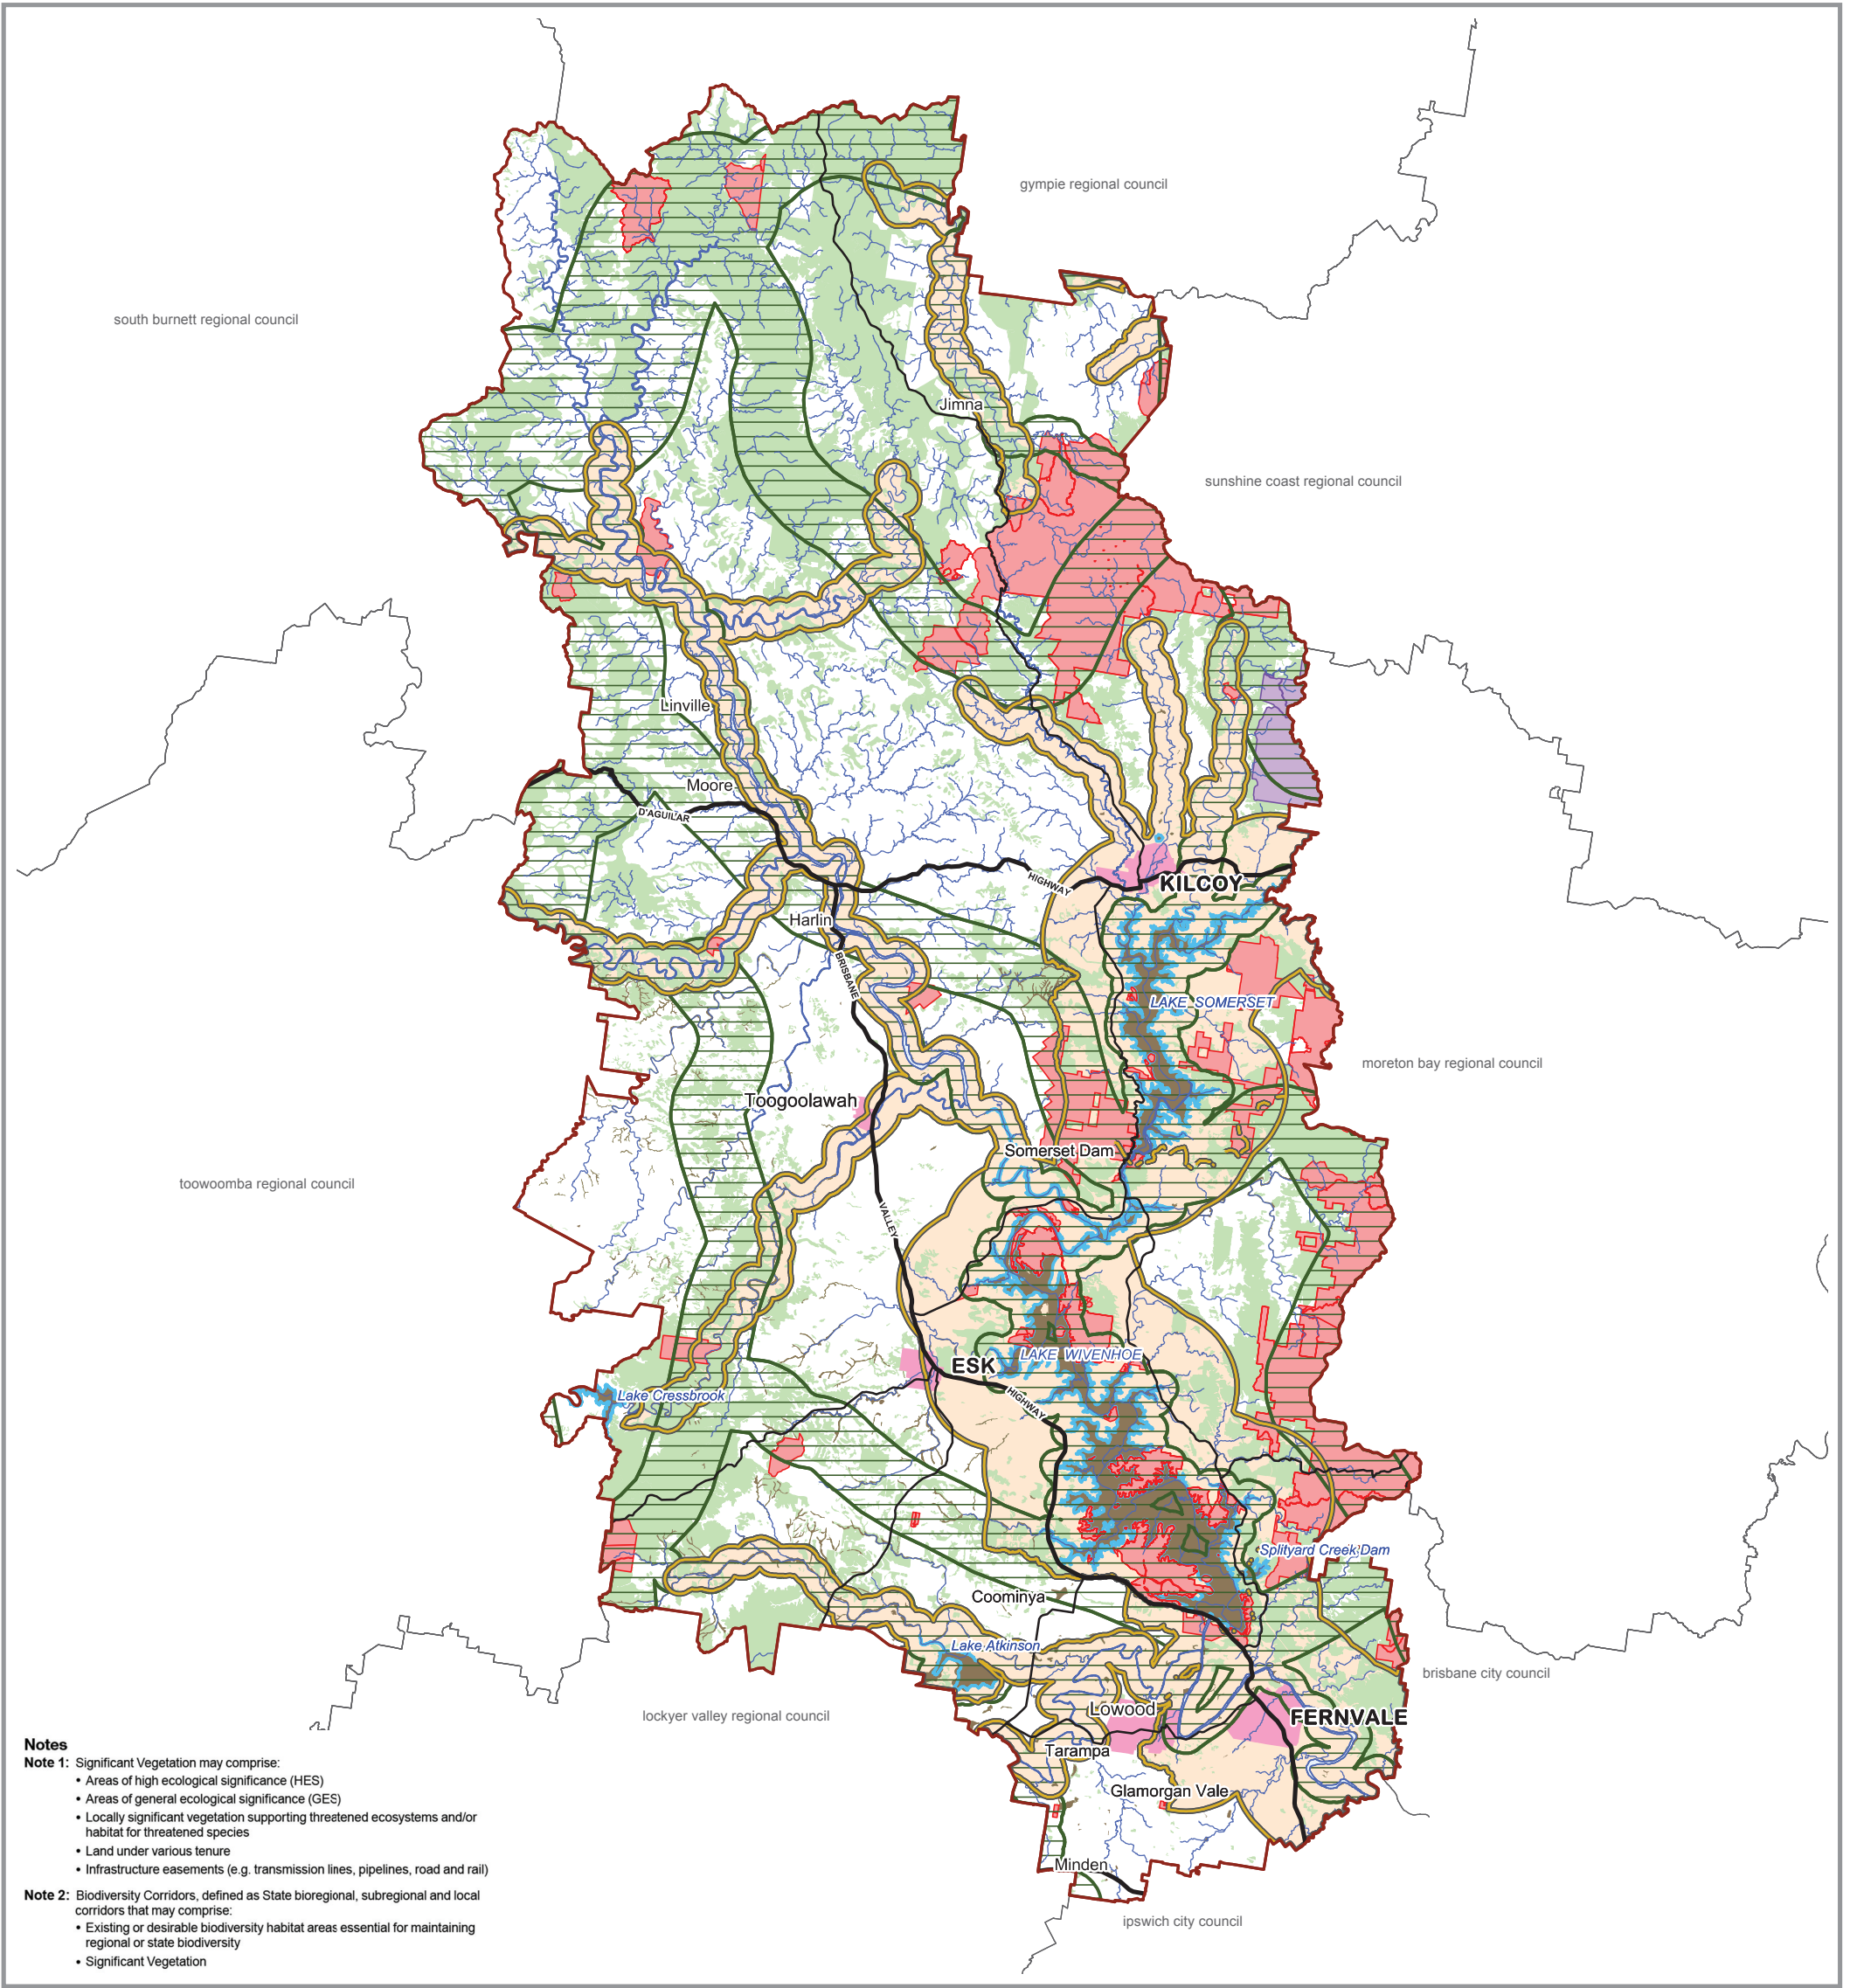 gympie regional council
south burnett regional council
Jimna
sunshine coast regional council
Linville
Moore
D'AGUILAR
HIGHWAY
KILCOY
Harlin
BRISBANE
LAKE SOMERSET
moreton bay regional council
Toogoolawah
Somerset Dam
toowoomba regional council
VALLEY
LAKE WIVENHOE
ESK
Lake Cressbrook
HIGHWAY
Splityard Creek Dam
Coominya
Lake Atkinson
brisbane city council
Lowood
lockyer valley regional council
FERNVALE
Tarampa
Glamorgan Vale
Minden
ipswich city council
Notes
Note 1: Significant Vegetation may comprise:
• Areas of high ecological significance (HES)
• Areas of general ecological significance (GES)
• Locally significant vegetation supporting threatened ecosystems and/or
habitat for threatened species
• Land under various tenure
• Infrastructure easements (e.g. transmission lines, pipelines, road and rail)
Note 2: Biodiversity Corridors, defined as State bioregional, subregional and local
corridors that may comprise:
• Existing or desirable biodiversity habitat areas essential for maintaining
regional or state biodiversity
• Significant Vegetation